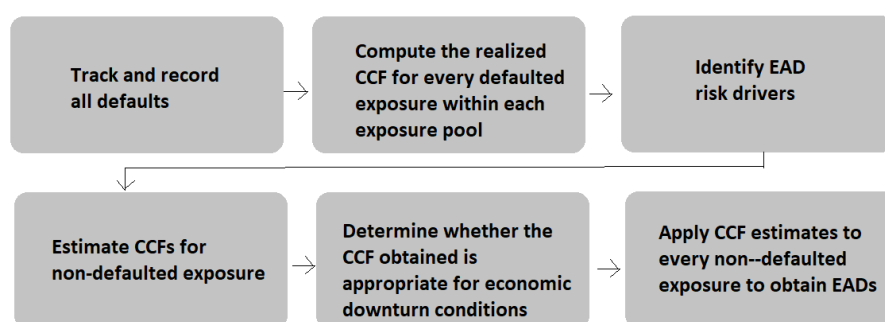 Track and record
all defaults
Compute the realized
CCF for every defaulted
exposure within each
exposure pool
Identify EAD
risk drivers
Estimate CCFs for
non-defaulted exposure
Determine whether the
CCF obtained is
appropriate for economic
downturn conditions
Apply CCF estimates to
every non--defaulted
exposure to obtain EADs